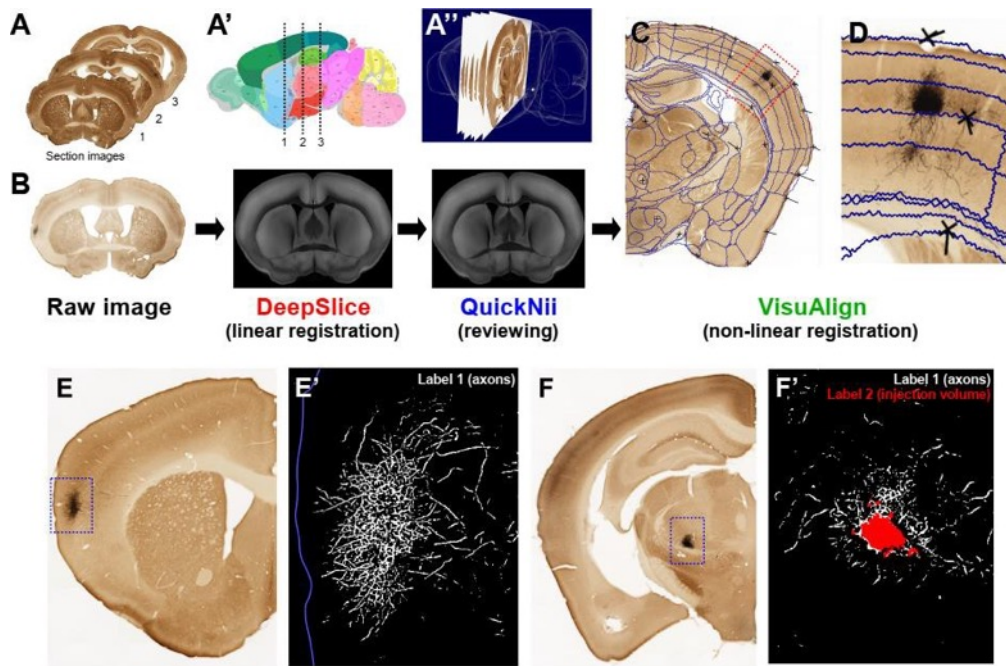 A
A'
A''
C
D
1
2
3
Section images
1 2 3
B
Raw image
DeepSlice
(linear registration)
QuickNii
(reviewing)
VisuAlign
(non-linear registration)
E
E'
Label 1 (axons)
F
F'
Label 1 (axons)
Label 2 (injection volume)